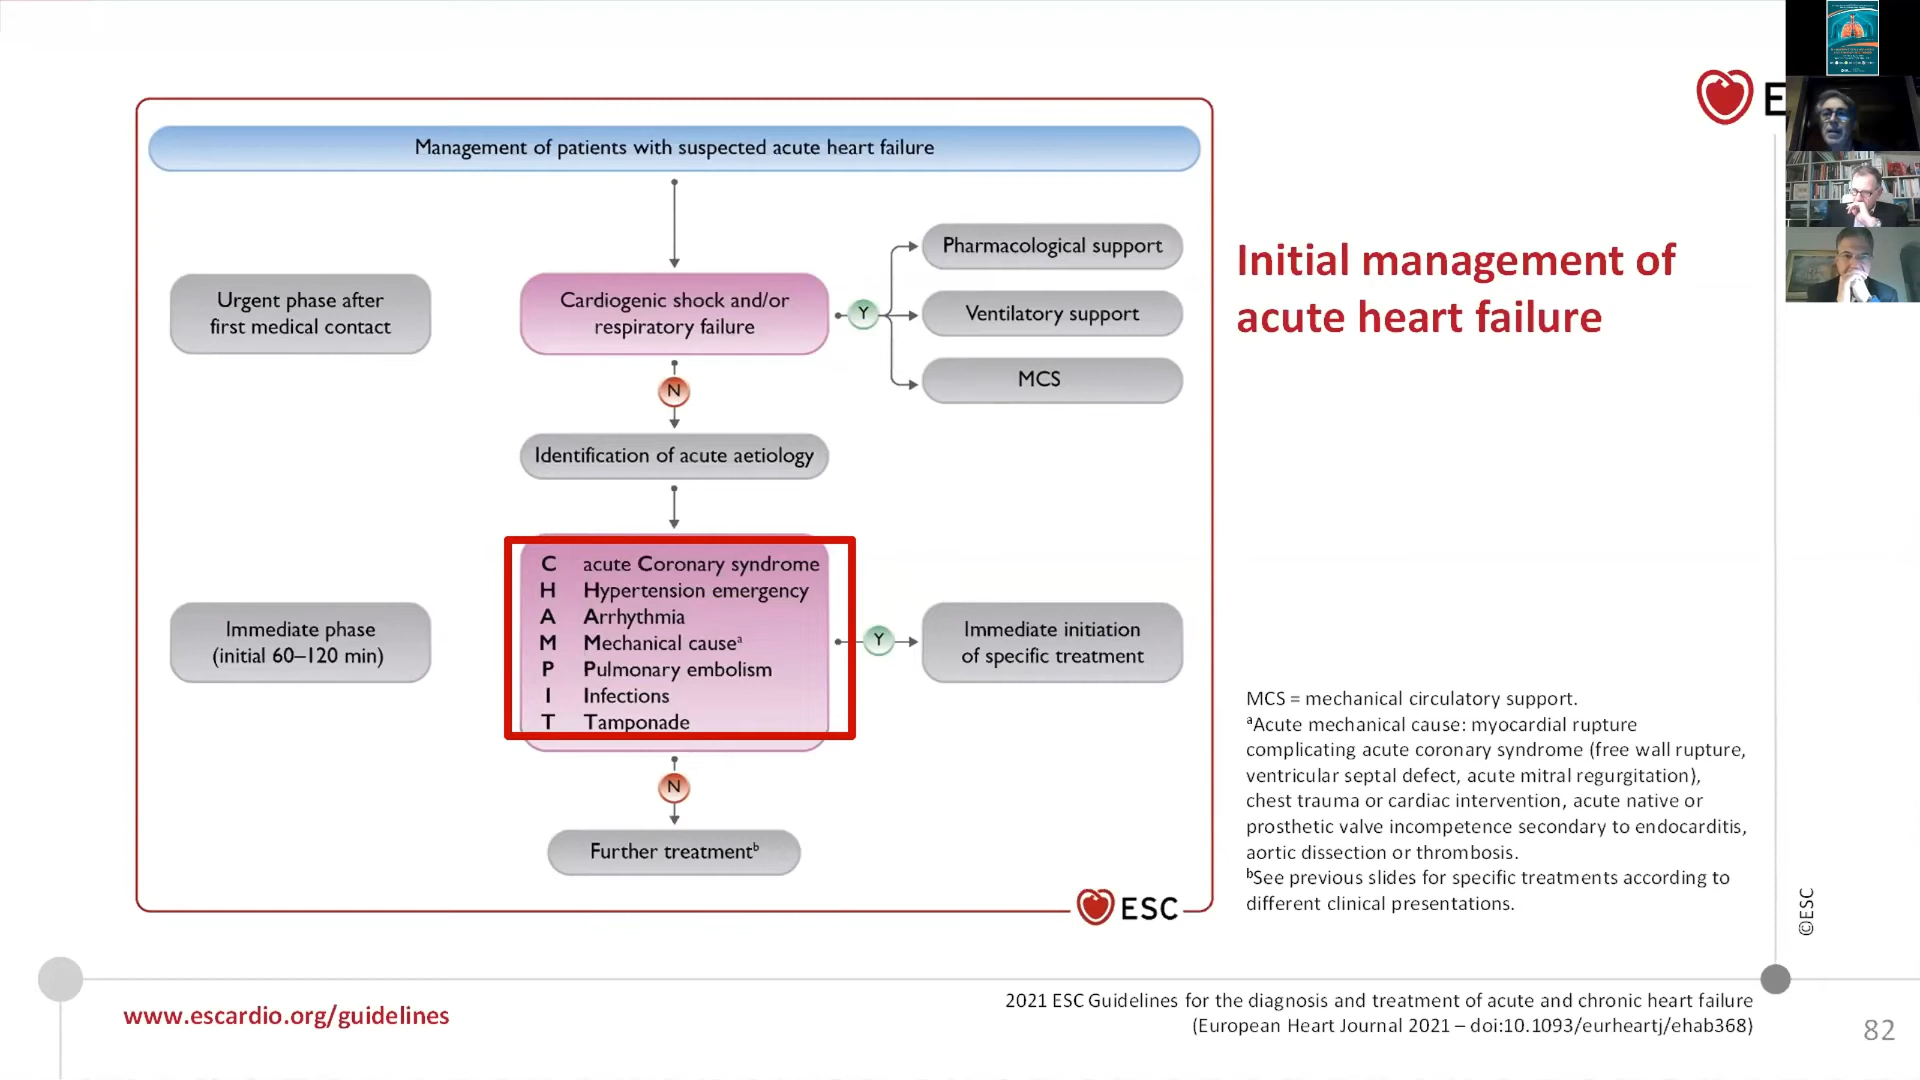 Management of patients with suspected acute heart failure
Urgent phase after
first medical contact
Cardiogenic shock and/or
respiratory failure
Y
Pharmacological support
Ventilatory support
MCS
N
Identification of acute aetiology
Immediate phase
(initial 60–120 min)
C acute Coronary syndrome
H Hypertension emergency
A Arrhythmia
M Mechanical causeᵃ
P Pulmonary embolism
I Infections
T Tamponade
Y
Immediate initiation
of specific treatment
N
Further treatmentᵇ
ESC
E
Initial management of
acute heart failure
MCS = mechanical circulatory support.
ᵃAcute mechanical cause: myocardial rupture
complicating acute coronary syndrome (free wall rupture,
ventricular septal defect, acute mitral regurgitation),
chest trauma or cardiac intervention, acute native or
prosthetic valve incompetence secondary to endocarditis,
aortic dissection or thrombosis.
ᵇSee previous slides for specific treatments according to
different clinical presentations.
©ESC
www.escardio.org/guidelines
2021 ESC Guidelines for the diagnosis and treatment of acute and chronic heart failure
(European Heart Journal 2021 – doi:10.1093/eurheartj/ehab368)
82